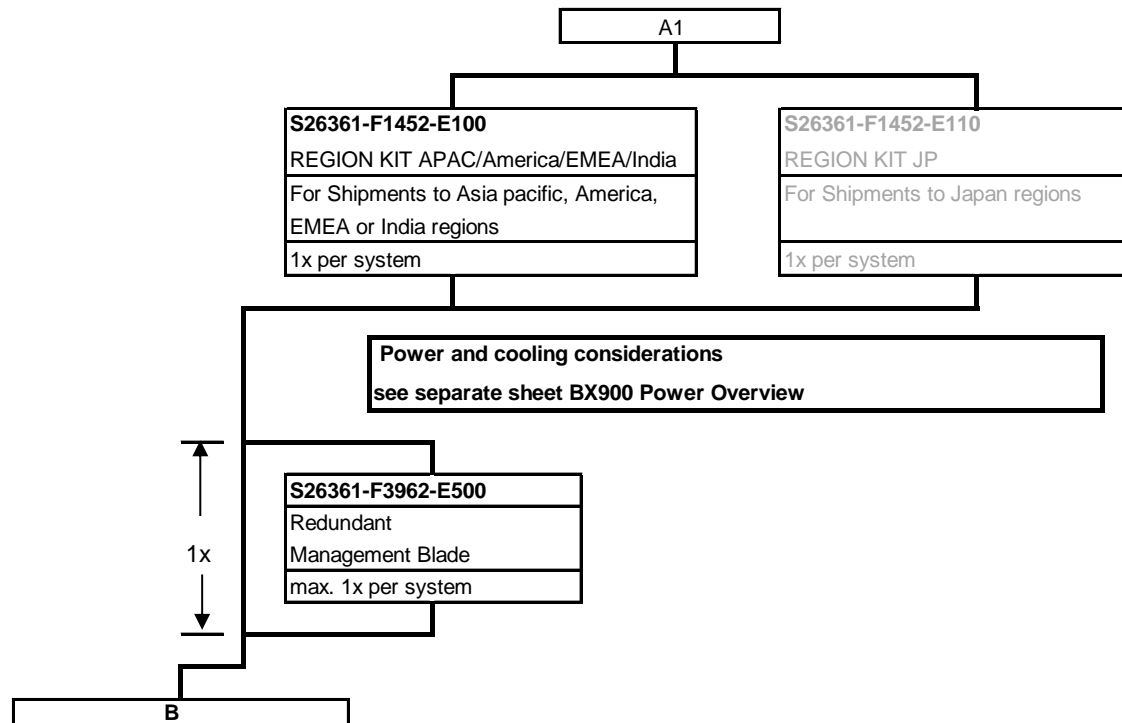 A1
S26361-F1452-E100
REGION KIT APAC/America/EMEA/India
For Shipments to Asia pacific, America,
EMEA or India regions
1x per system
S26361-F1452-E110
REGION KIT JP
For Shipments to Japan regions
1x per system
Power and cooling considerations
see separate sheet BX900 Power Overview
1x
S26361-F3962-E500
Redundant
Management Blade
max. 1x per system
B